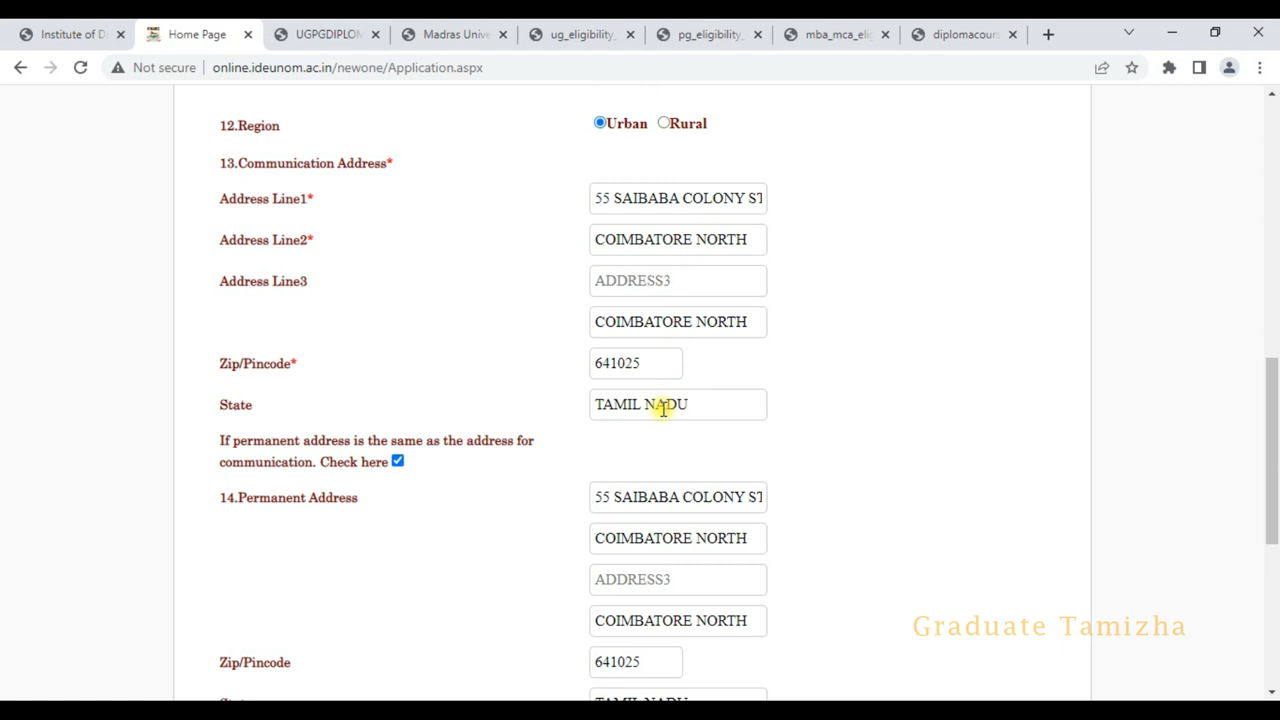 Institute of D
Home Page
UGPGDIPLOM
Madras Unive
ug_eligibility_
pg_eligibility_
mba_mca_elig
diplomacours
Not secure
online.ideunom.ac.in/newone/Application.aspx
12.Region
Urban
Rural
13.Communication Address*
Address Line1*
55 SAIBABA COLONY ST
Address Line2*
COIMBATORE NORTH
Address Line3
ADDRESS3
COIMBATORE NORTH
Zip/Pincode*
641025
State
TAMIL NADU
If permanent address is the same as the address for
communication. Check here
14.Permanent Address
55 SAIBABA COLONY ST
COIMBATORE NORTH
ADDRESS3
COIMBATORE NORTH
Graduate Tamizha
Zip/Pincode
641025